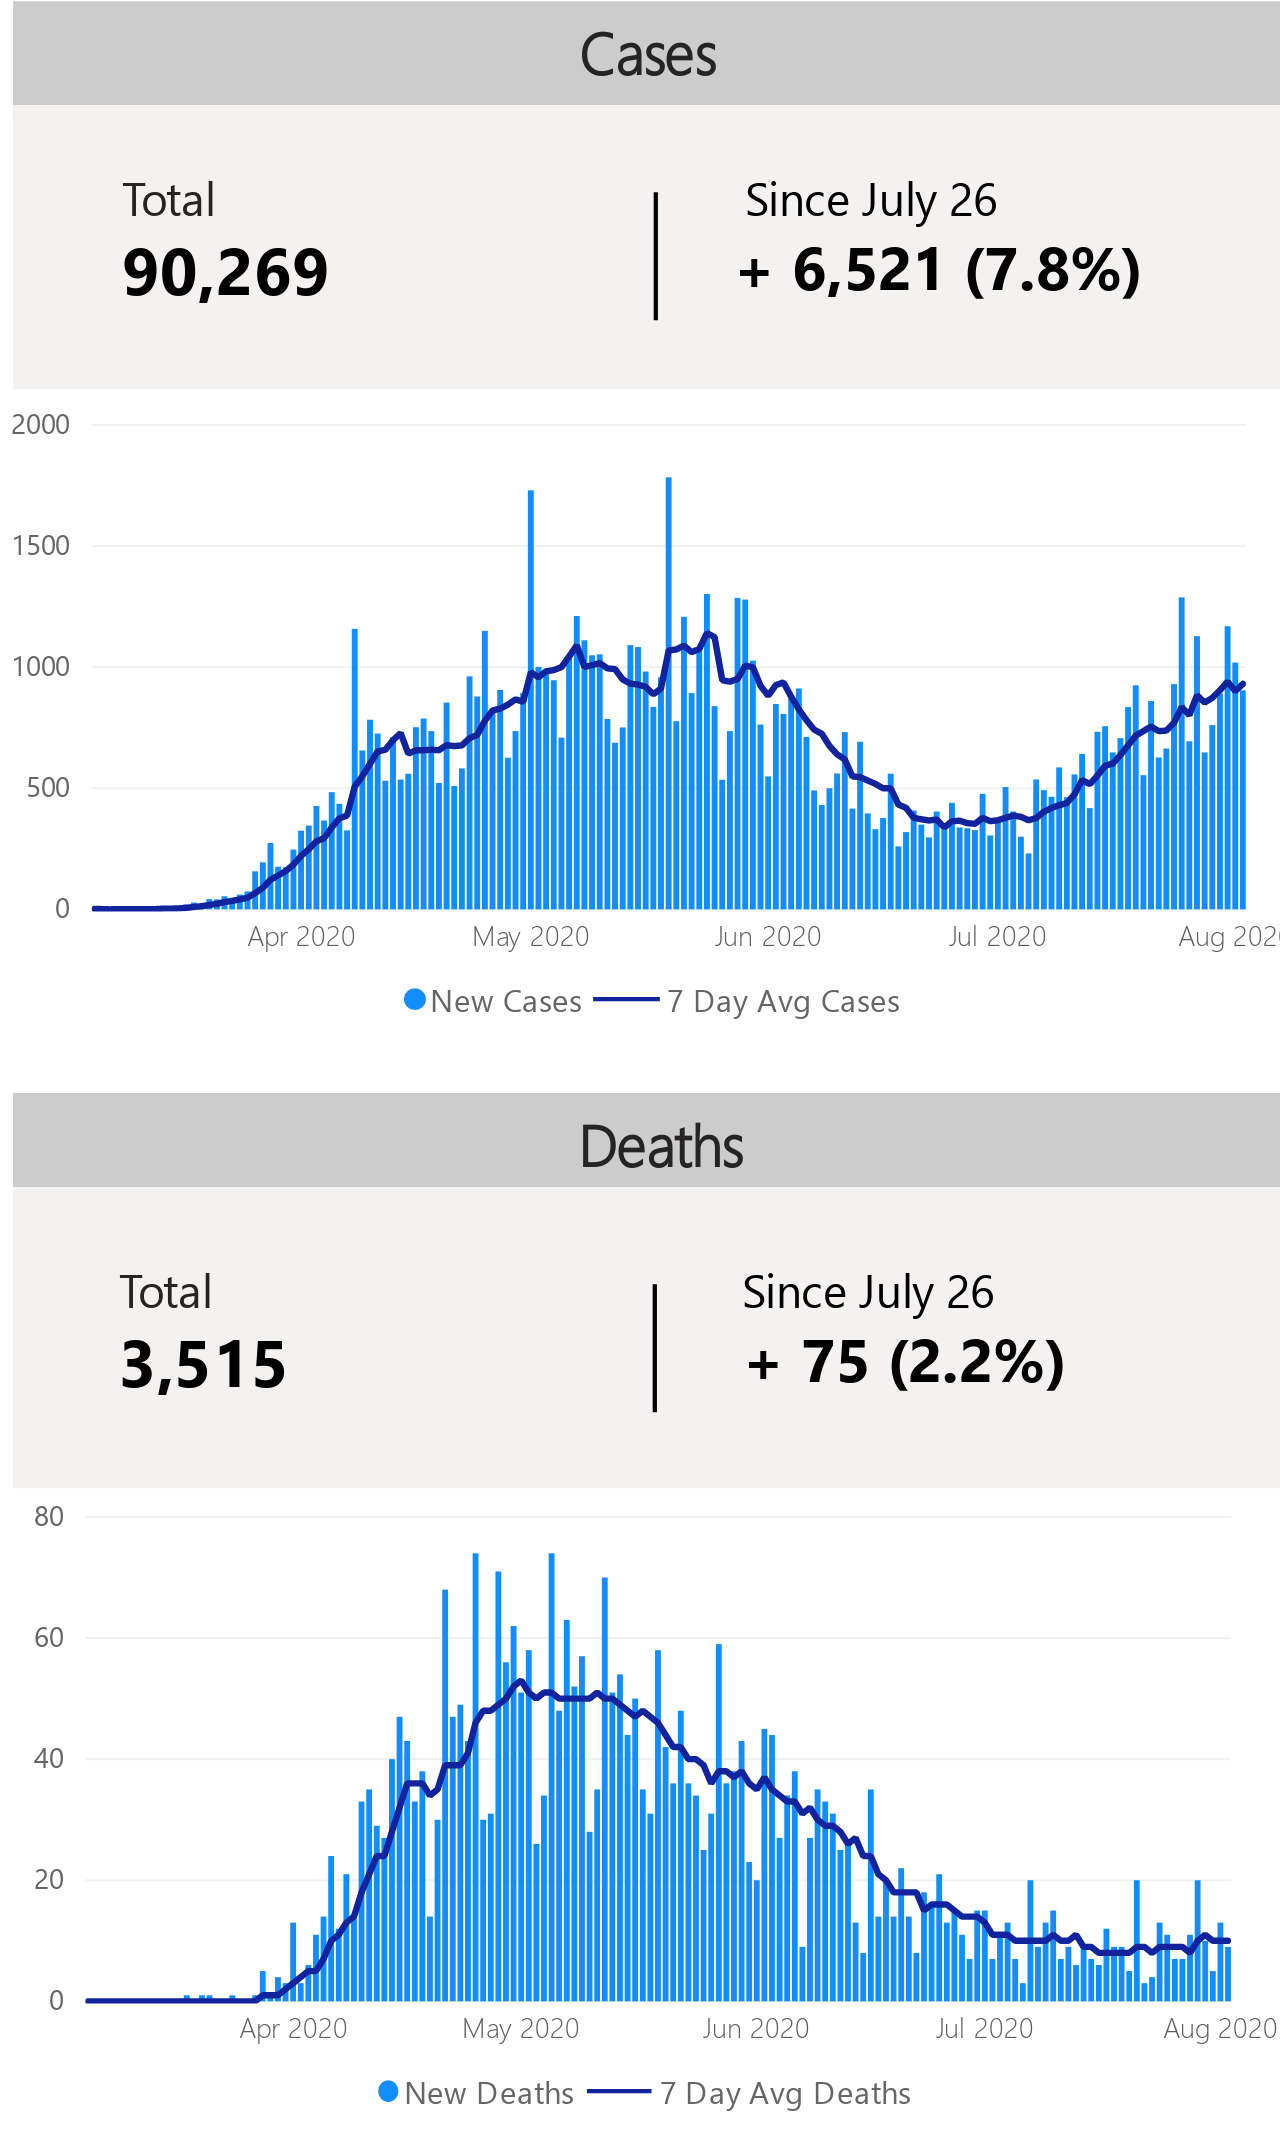 Cases
Total
Since July 26
90,269
+ 6,521 (7.8%)
2000
1500
1000
500
0
Apr 2020 May 2020 Jun 2020 Jul 2020 Aug 202
New Cases 7 Day Avg Cases
Deaths
Total
Since July 26
3,515
+ 75 (2.2%)
80
60
40
20
0
Apr 2020 May 2020 Jun 2020 Jul 2020 Aug 2020
New Deaths 7 Day Avg Deaths